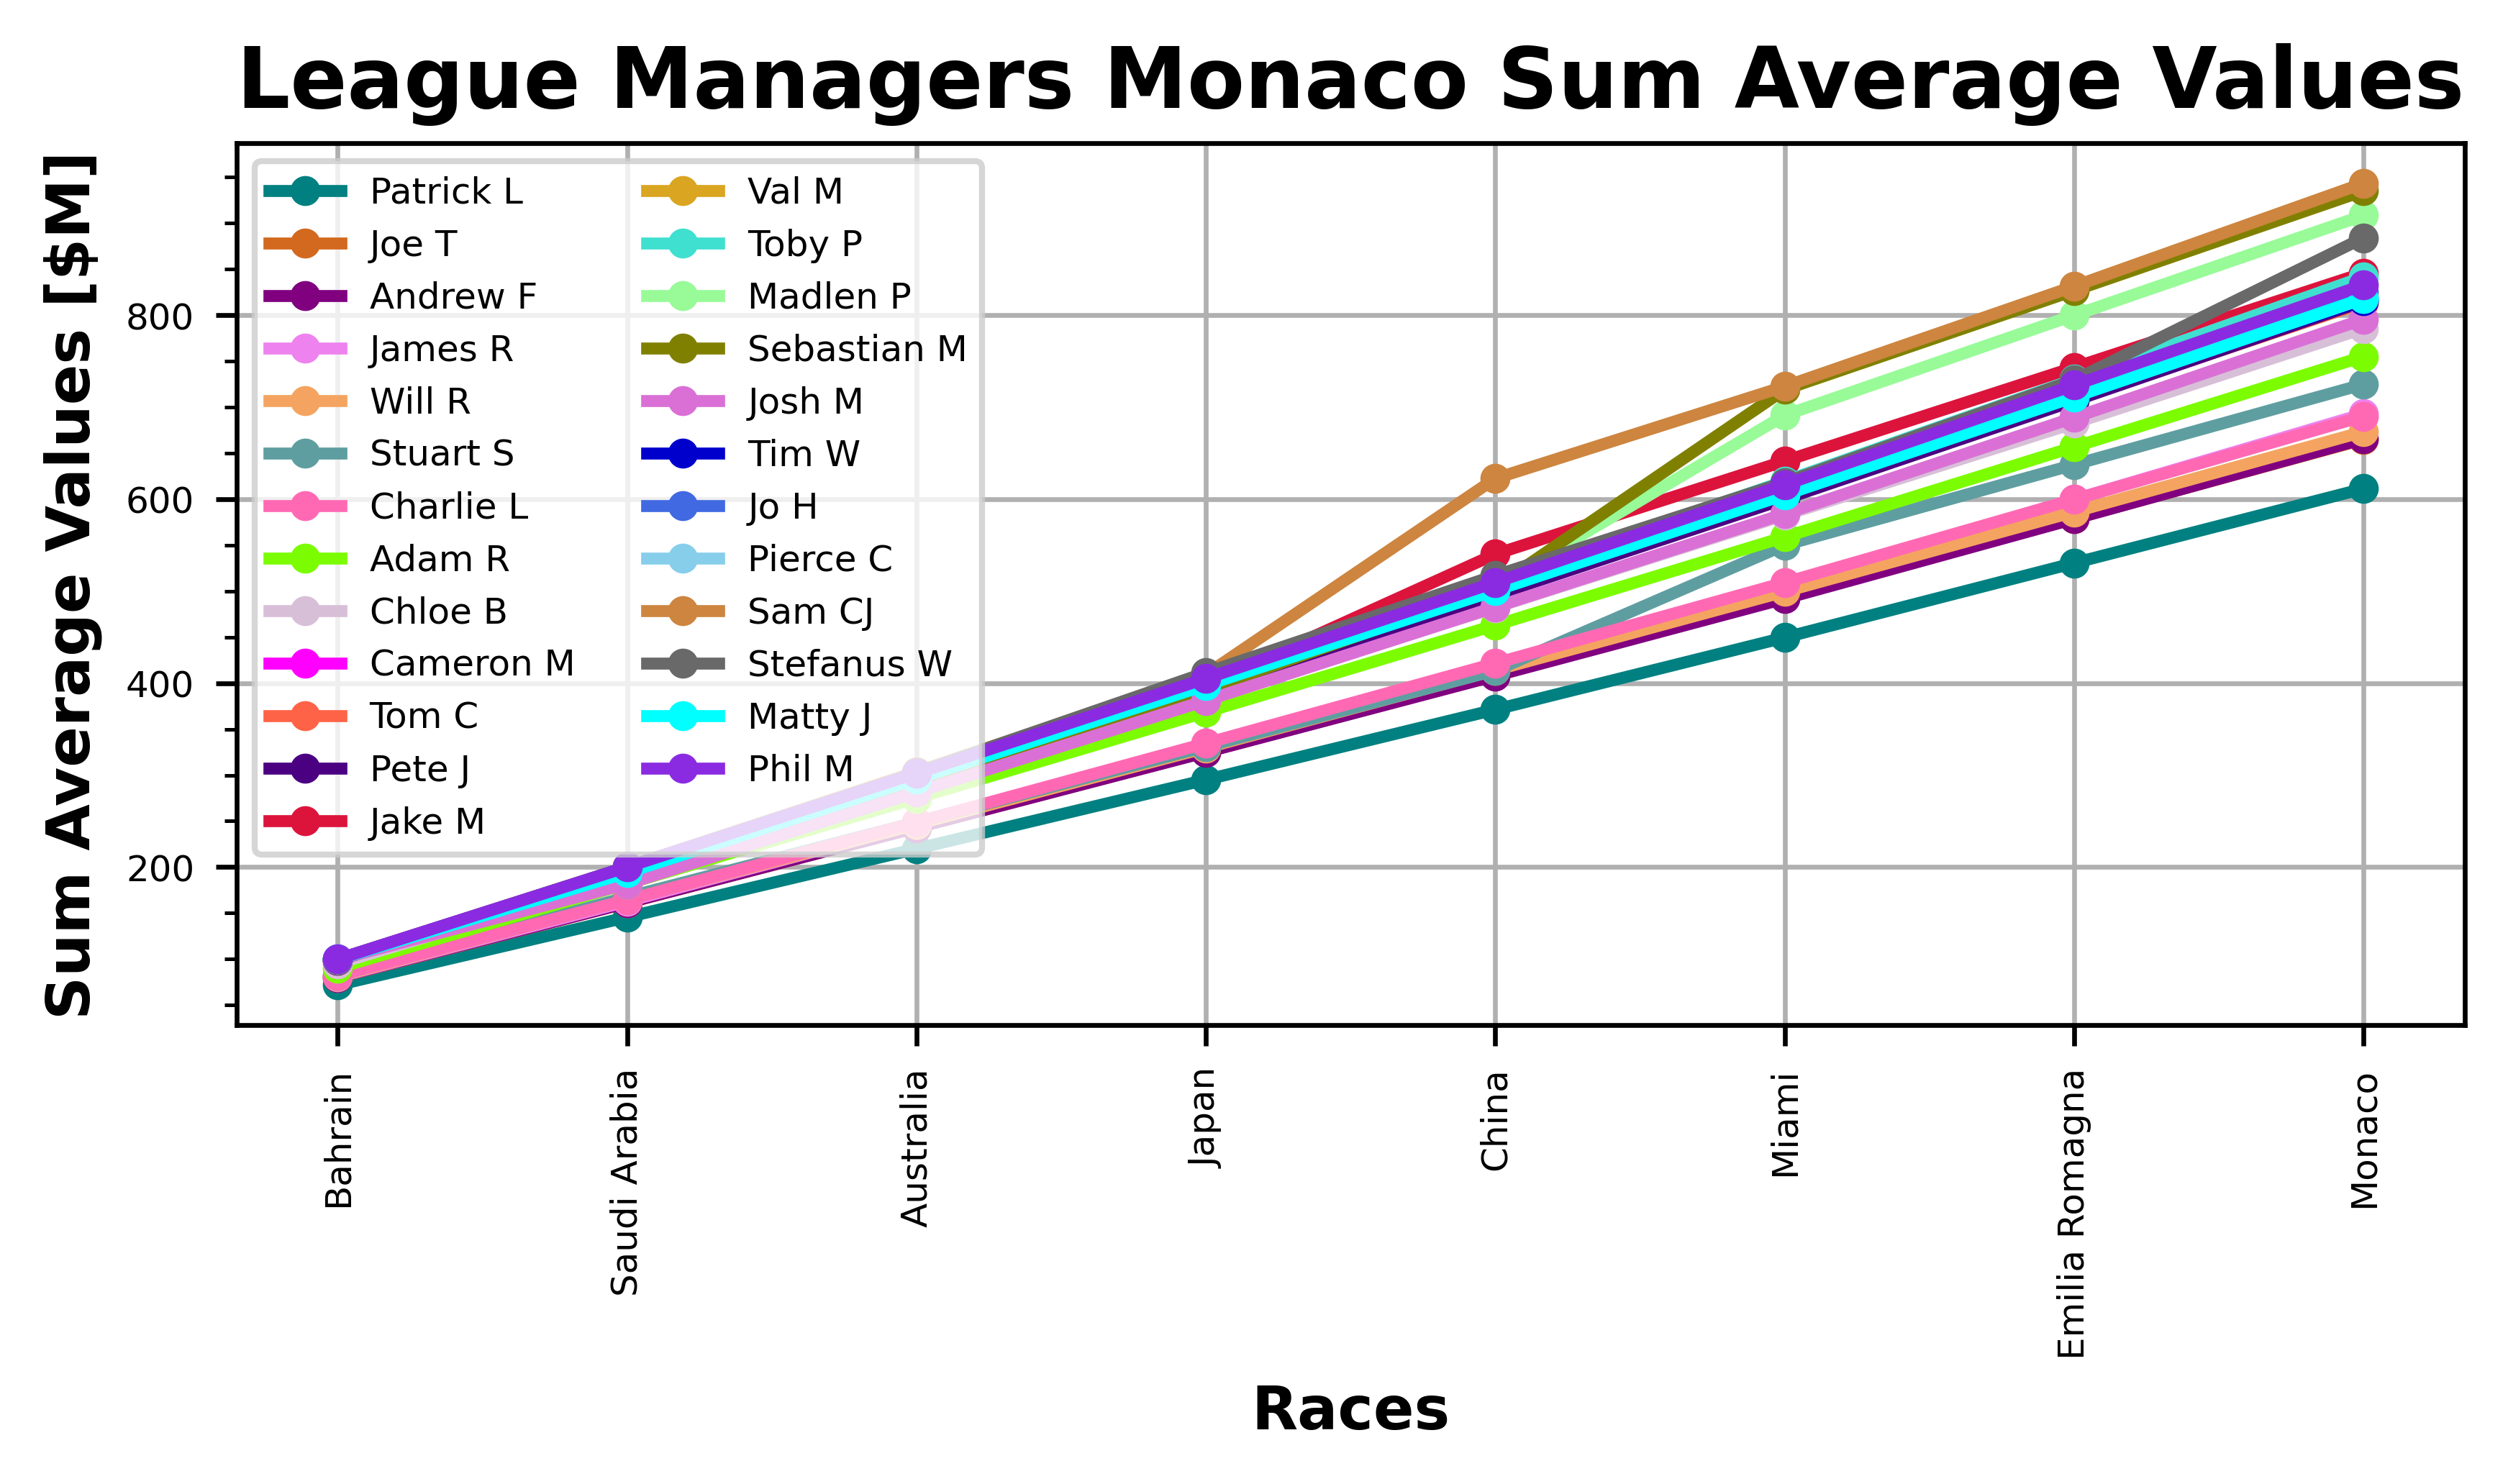 League Managers Monaco Sum Average Values
Sum Average Values [$M]
800
600
400
200
Patrick L
Joe T
Andrew F
James R
Will R
Stuart S
Charlie L
Adam R
Chloe B
Cameron M
Tom C
Pete J
Jake M
Val M
Toby P
Madlen P
Sebastian M
Josh M
Tim W
Jo H
Pierce C
Sam CJ
Stefanus W
Matty J
Phil M
Bahrain
Saudi Arabia
Australia
Japan
China
Miami
Emilia Romagna
Monaco
Races